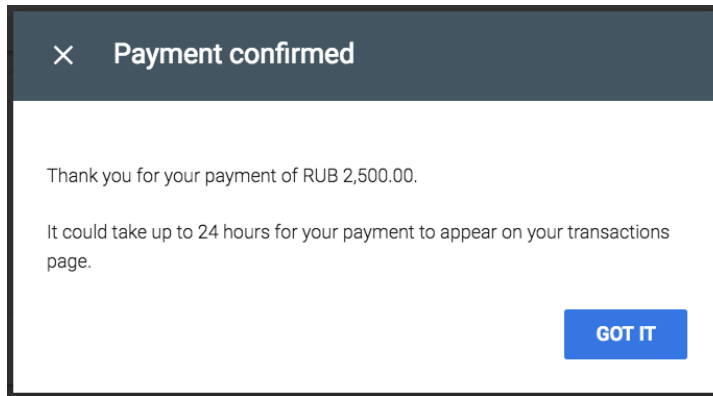 Payment confirmed
Thank you for your payment of RUB 2,500.00.
It could take up to 24 hours for your payment to appear on your transactions
page.
GOT IT